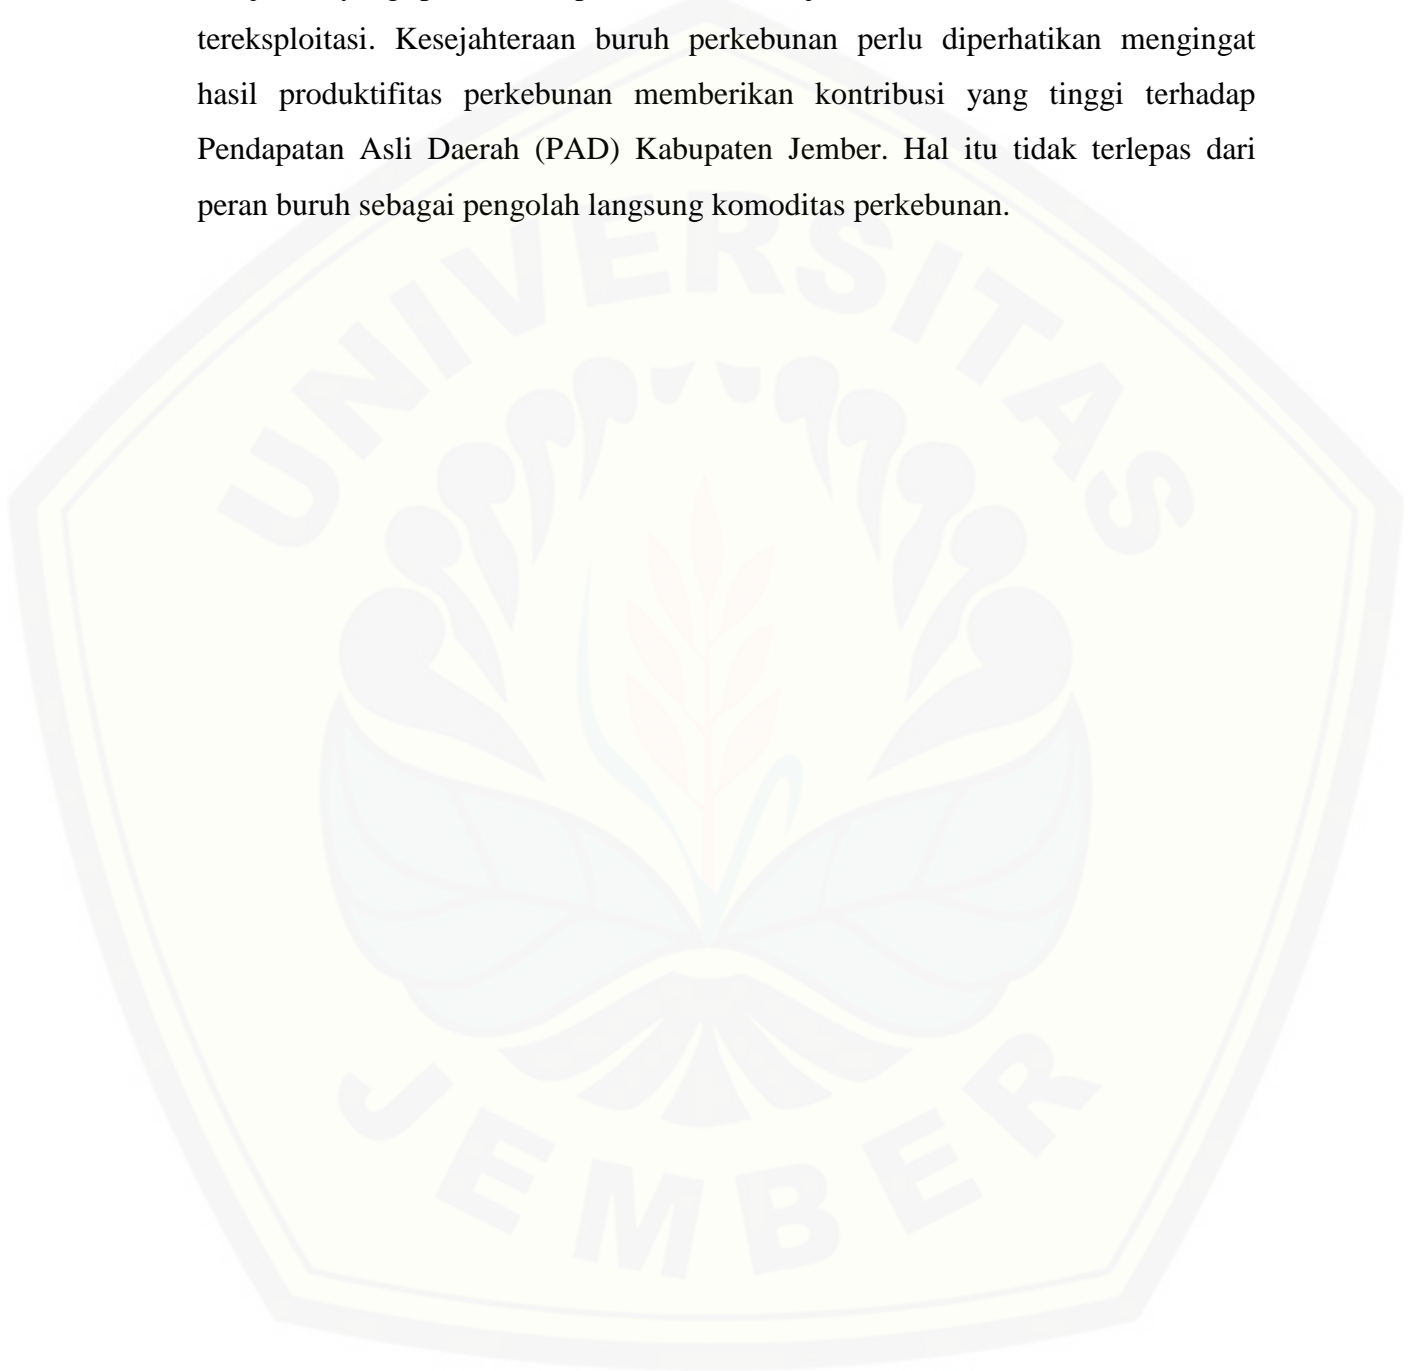 tereksploitasi. Kesejahteraan buruh perkebunan perlu diperhatikan mengingat
hasil produktifitas perkebunan memberikan kontribusi yang tinggi terhadap
Pendapatan Asli Daerah (PAD) Kabupaten Jember. Hal itu tidak terlepas dari
peran buruh sebagai pengolah langsung komoditas perkebunan.
UNIVERSITAS
JEMBER